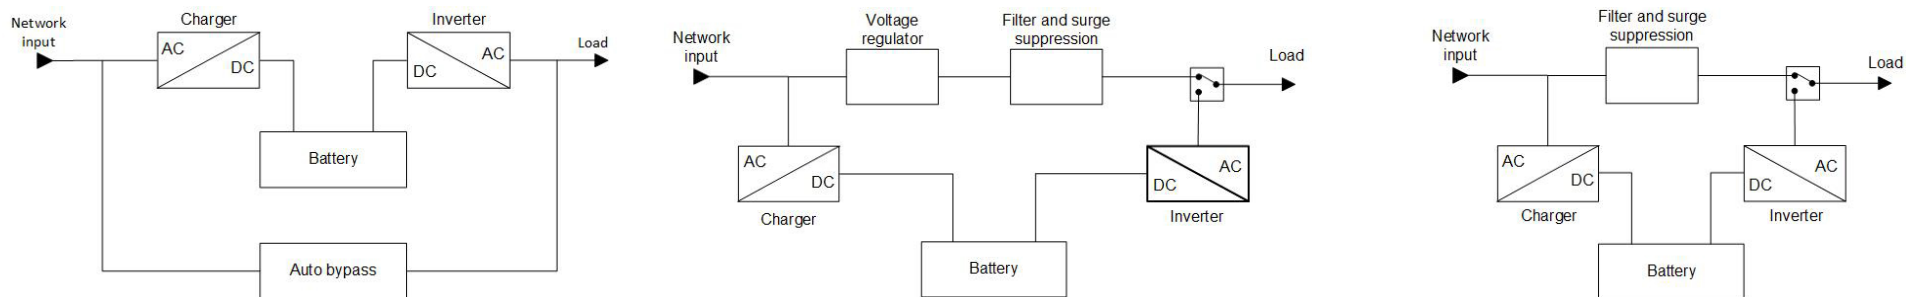 Charger
Network
input
AC
DC
Inverter
AC
DC
Load
Battery
Auto bypass
Voltage
regulator
Filter and surge
suppression
Network
input
Load
AC
DC
Charger
AC
DC
Inverter
Battery
Filter and surge
suppression
Network
input
Load
AC
DC
Charger
AC
DC
Inverter
Battery